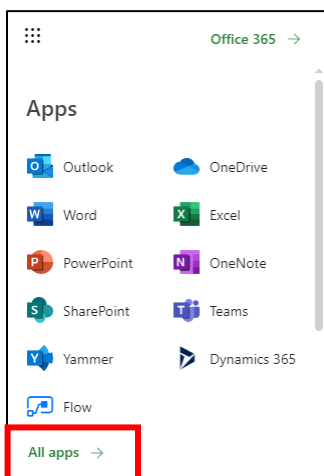 Office 365 →
Apps
Outlook OneDrive
Word Excel
PowerPoint OneNote
SharePoint Teams
Yammer Dynamics 365
Flow
All apps →